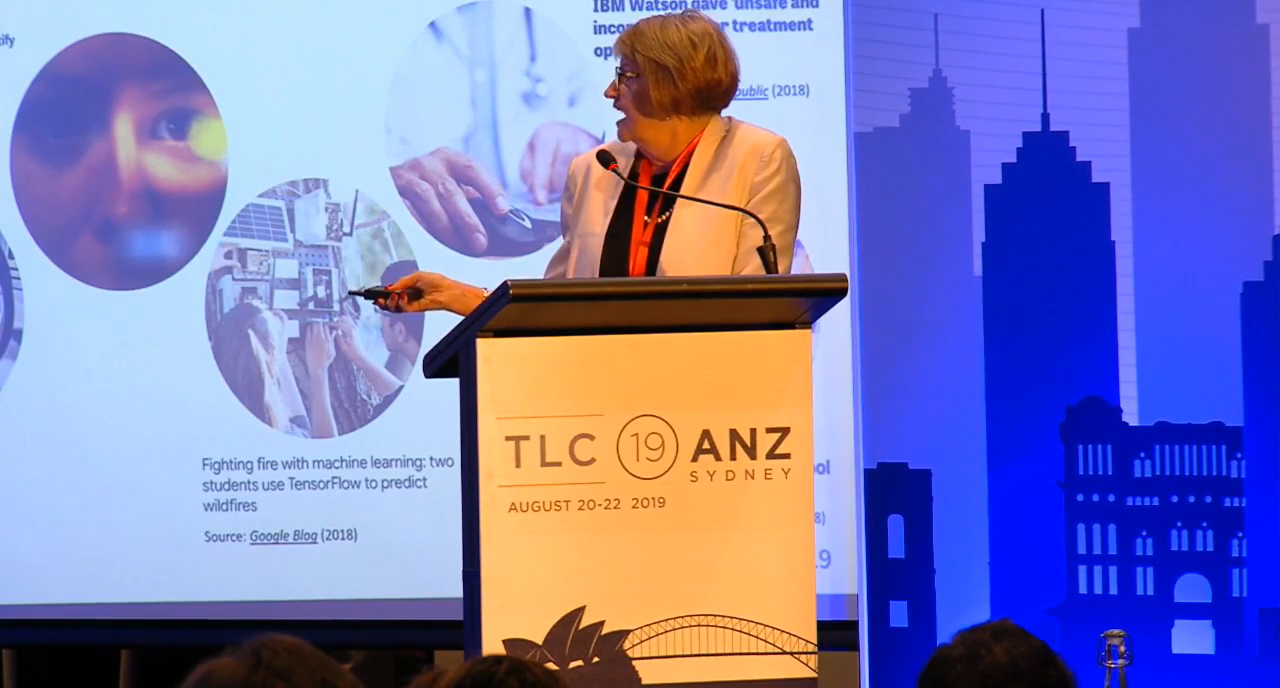 tify
IBM Watson gave 'unsafe and
treatment
(2018)
Fighting fire with machine learning: two
students use TensorFlow to predict
wildfires
Source: Google Blog (2018)
TLC 19 ANZ
SYDNEY
AUGUST 20-22 2019